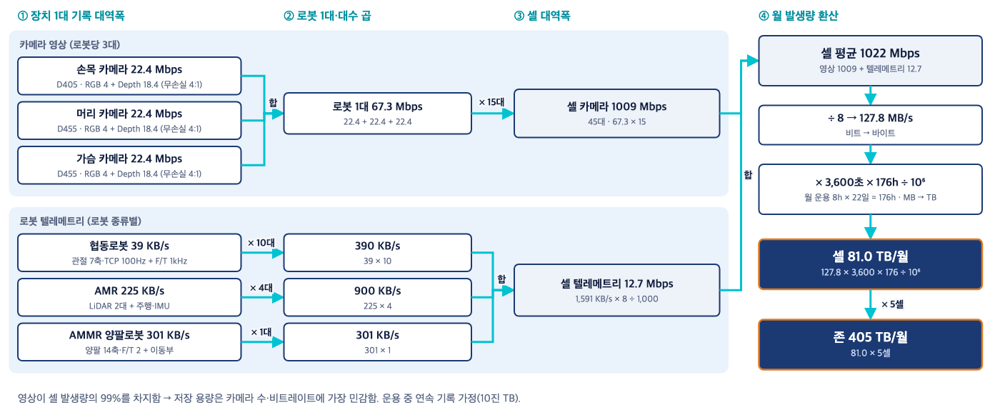 ① 장치 1대 기록 대역폭
② 로봇 1대·대수 곱
③ 셀 대역폭
④ 월 발생량 환산
카메라 영상 (로봇당 3대)
손목 카메라 22.4 Mbps
D405 · RGB 4 + Depth 18.4 (무손실 4:1)
머리 카메라 22.4 Mbps
D455 · RGB 4 + Depth 18.4 (무손실 4:1)
가슴 카메라 22.4 Mbps
D455 · RGB 4 + Depth 18.4 (무손실 4:1)
합
로봇 1대 67.3 Mbps
22.4 + 22.4 + 22.4
× 15대
셀 카메라 1009 Mbps
45대 · 67.3 × 15
로봇 텔레메트리 (로봇 종류별)
협동로봇 39 KB/s
관절 7축·TCP 100Hz + F/T 1kHz
× 10대
390 KB/s
39 × 10
AMR 225 KB/s
LiDAR 2대 + 주행·IMU
× 4대
900 KB/s
225 × 4
AMMR 양팔로봇 301 KB/s
양팔 14축·F/T 2 + 이동부
× 1대
301 KB/s
301 × 1
합
셀 텔레메트리 12.7 Mbps
1,591 KB/s × 8 ÷ 1,000
합
셀 평균 1022 Mbps
영상 1009 + 텔레메트리 12.7
÷ 8 → 127.8 MB/s
비트 → 바이트
× 3,600초 × 176h ÷ 10⁶
월 운용 8h × 22일 = 176h · MB → TB
셀 81.0 TB/월
127.8 × 3,600 × 176 ÷ 10⁶
× 5셀
존 405 TB/월
81.0 × 5셀
영상이 셀 발생량의 99%를 차지함 → 저장 용량은 카메라 수·비트레이트에 가장 민감함. 운용 중 연속 기록 가정(10진 TB).